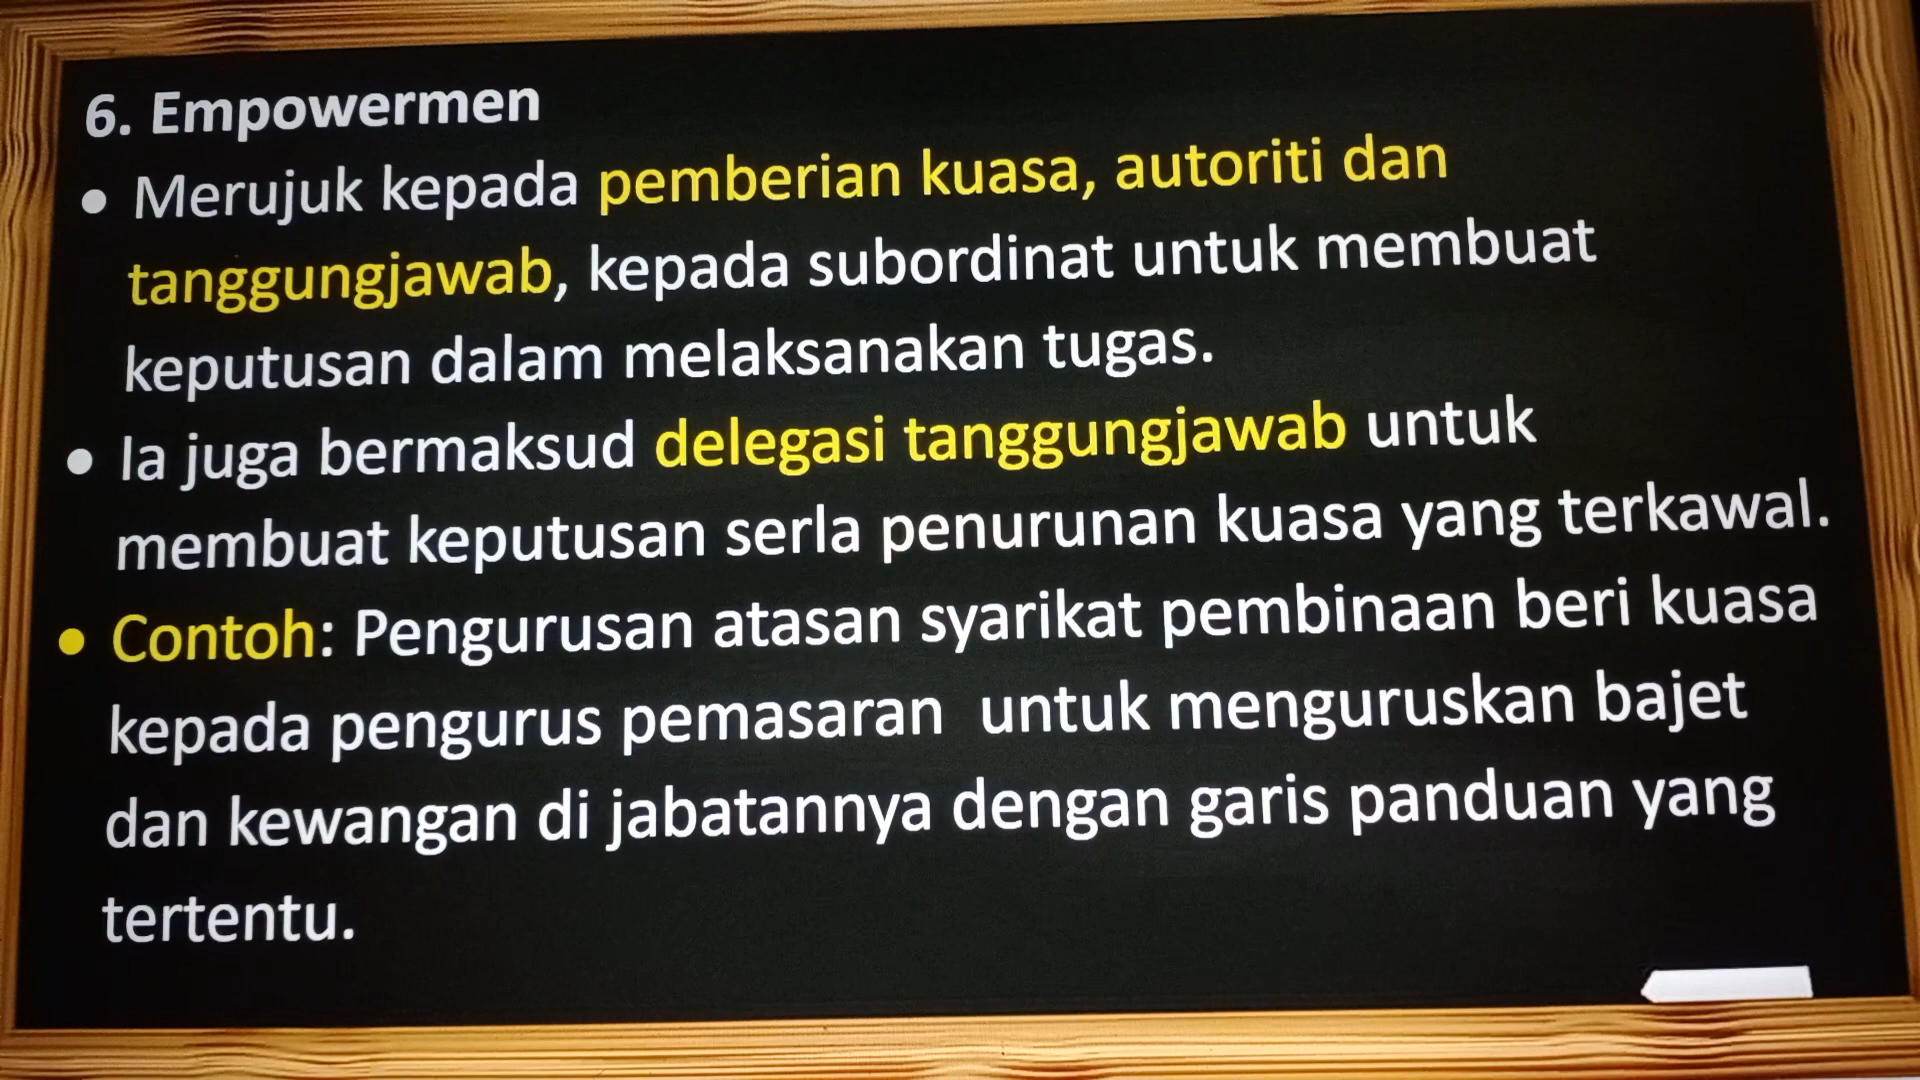 6. Empowermen
• Merujuk kepada pemberian kuasa, autoriti dan
tanggungjawab, kepada subordinat untuk membuat
keputusan dalam melaksanakan tugas.
• Ia juga bermaksud delegasi tanggungjawab untuk
membuat keputusan serla penurunan kuasa yang terkawal.
• Contoh: Pengurusan atasan syarikat pembinaan beri kuasa
kepada pengurus pemasaran untuk menguruskan bajet
dan kewangan di jabatannya dengan garis panduan yang
tertentu.